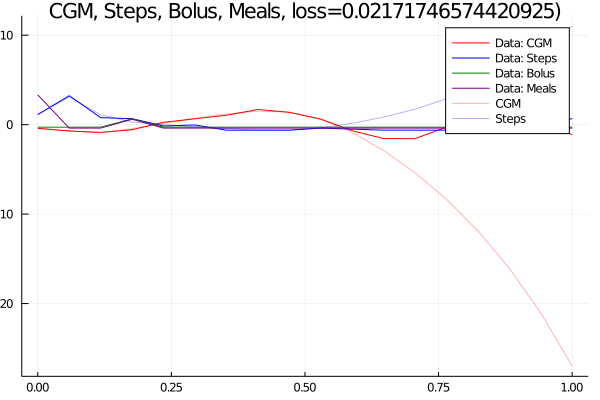 CGM, Steps, Bolus, Meals, loss=0.02171746574420925)
10
0
10
20
0.00
0.25
0.50
0.75
1.00
Data: CGM
Data: Steps
Data: Bolus
Data: Meals
CGM
Steps